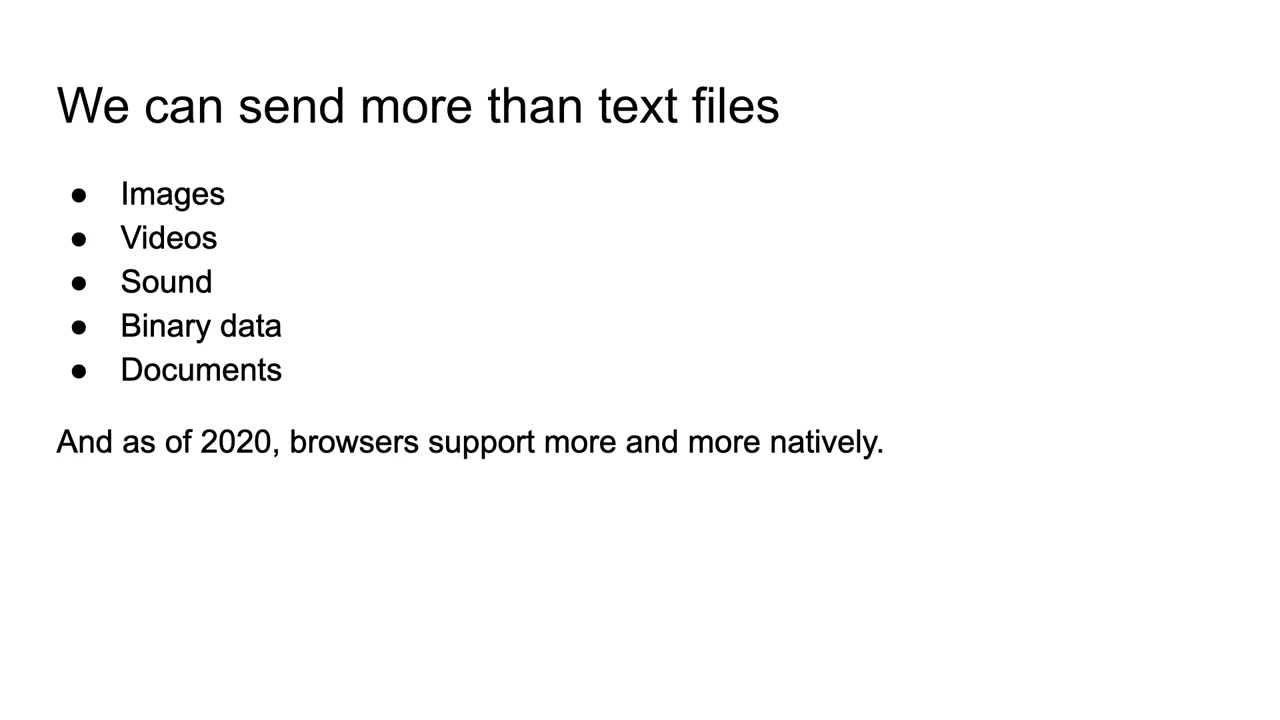 We can send more than text files
● Images
● Videos
● Sound
● Binary data
● Documents
And as of 2020, browsers support more and more natively.